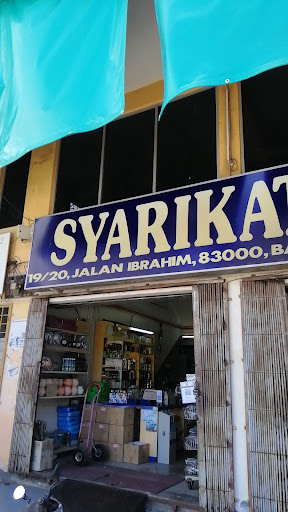 SYARIKAT
19/20, JALAN IBRAHIM, 83000, BA